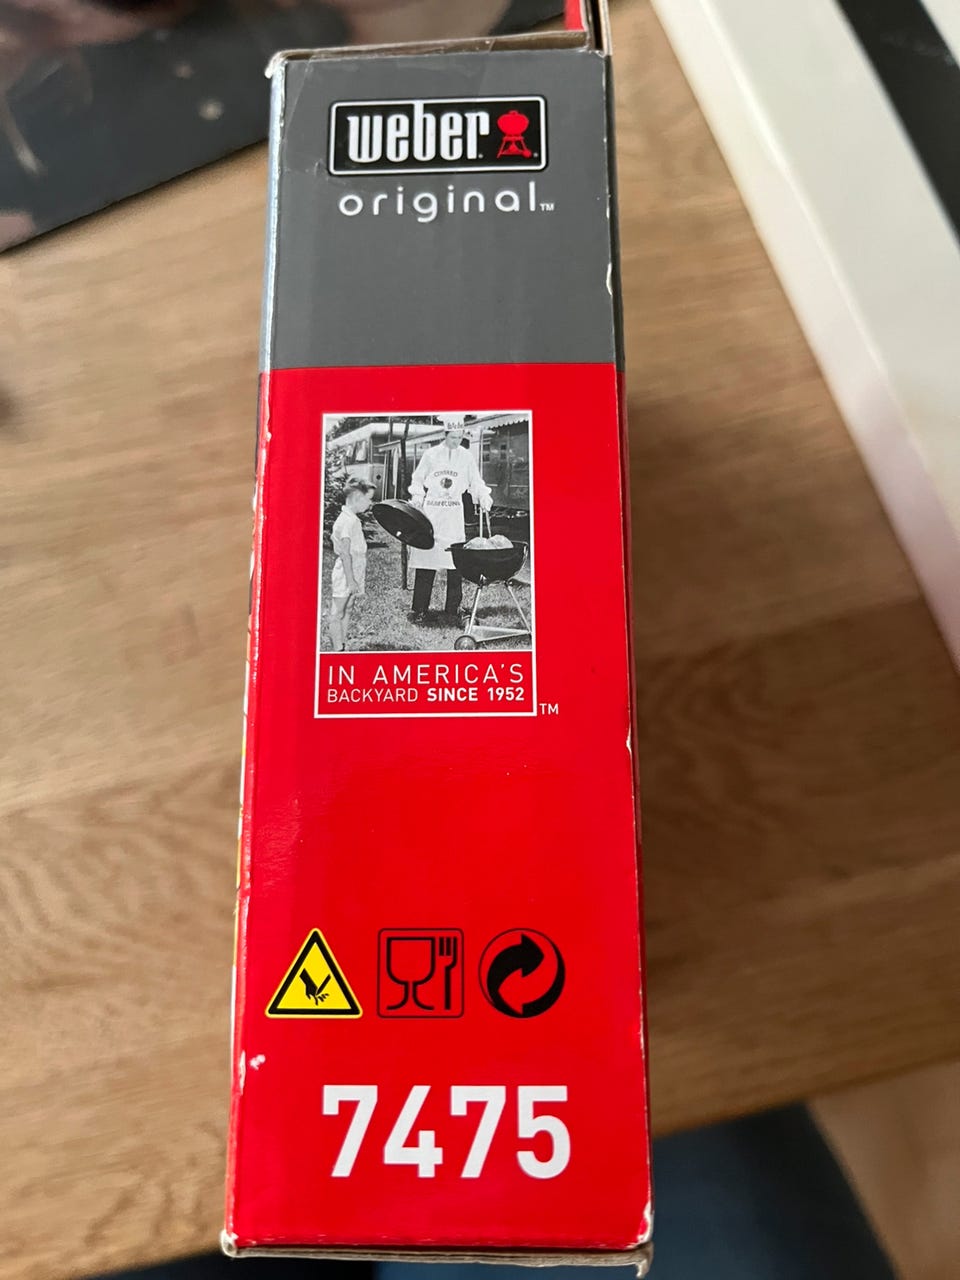 weber
original™
IN AMERICA'S
BACKYARD SINCE 1952
TM
7475